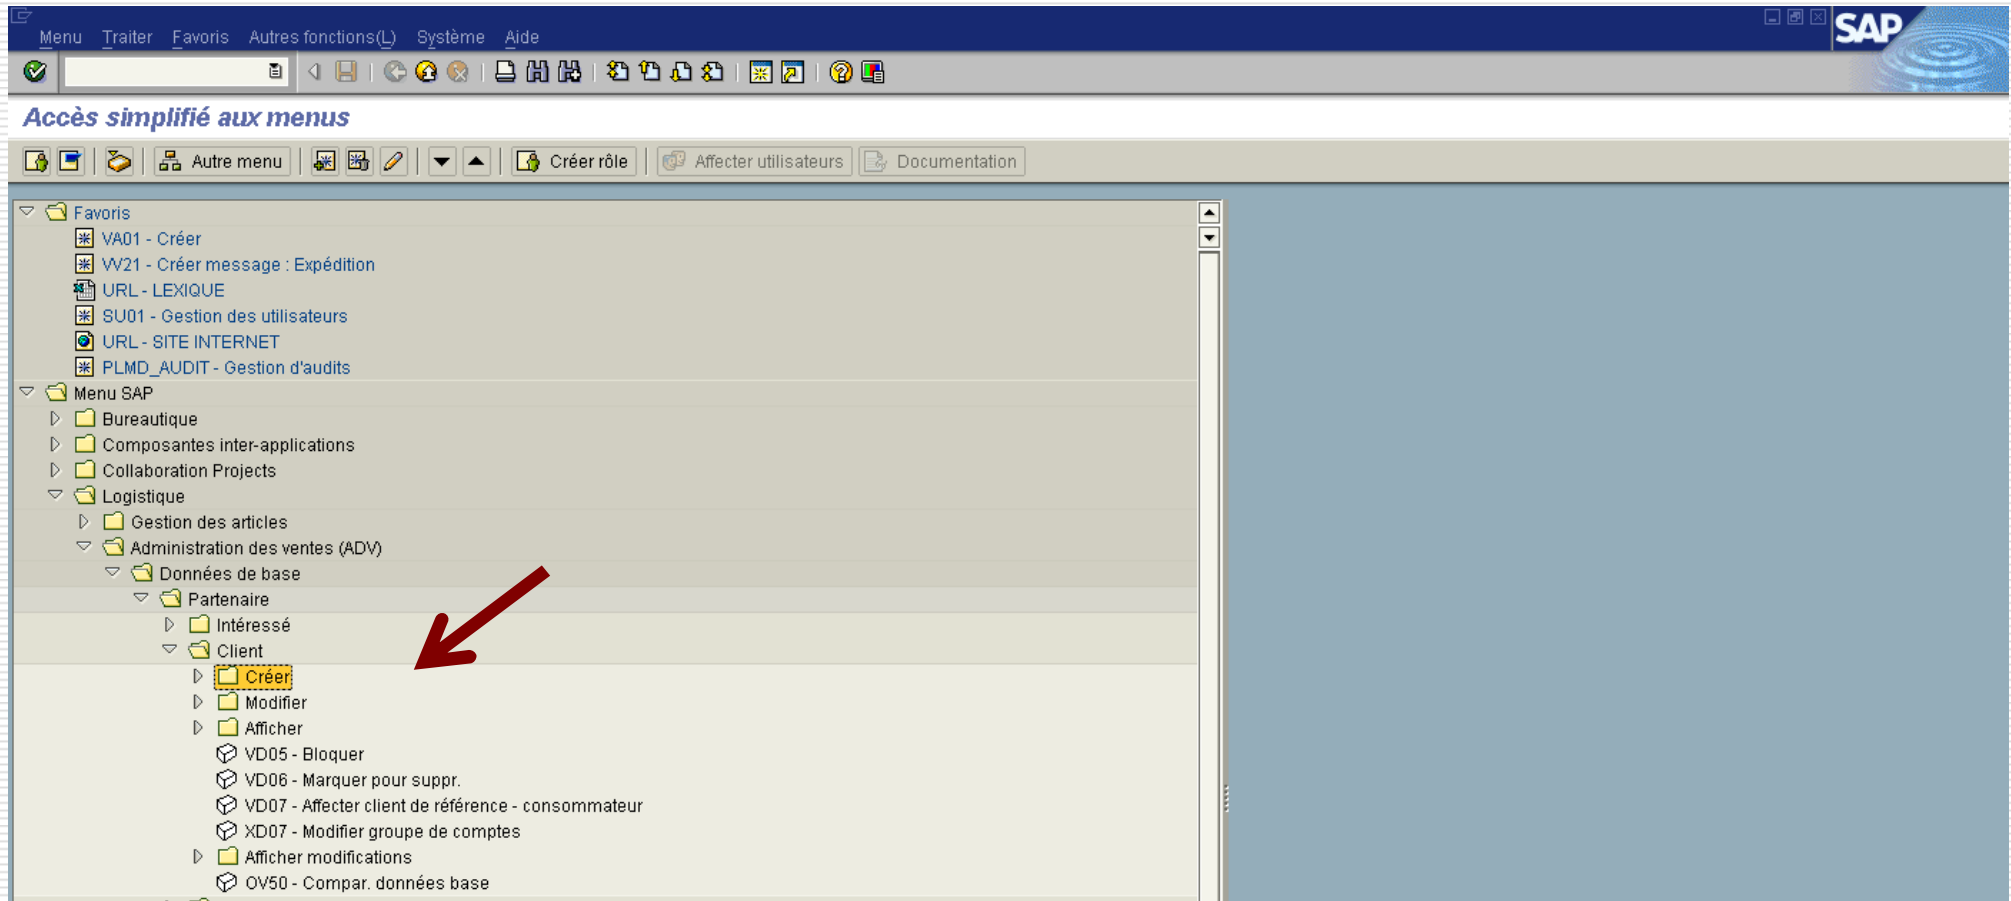 Menu Traiter Favoris Autres fonctions(L) Système Aide
SAP
Accès simplifié aux menus
Autre menu Créer rôle Affecter utilisateurs Documentation
Favoris
VA01 - Créer
VV21 - Créer message : Expédition
URL - LEXIQUE
SU01 - Gestion des utilisateurs
URL - SITE INTERNET
PLMD_AUDIT - Gestion d'audits
Menu SAP
Bureautique
Composantes inter-applications
Collaboration Projects
Logistique
Gestion des articles
Administration des ventes (ADV)
Données de base
Partenaire
Intéressé
Client
Créer
Modifier
Afficher
VD05 - Bloquer
VD06 - Marquer pour suppr.
VD07 - Affecter client de référence - consommateur
XD07 - Modifier groupe de comptes
Afficher modifications
OV50 - Compar. données base